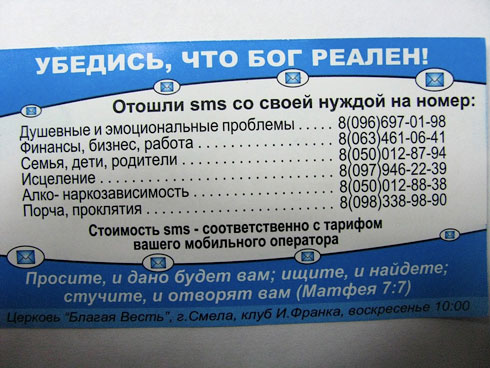 УБЕДИСЬ, ЧТО БОГ РЕАЛЕН!
Отошли sms со своей нуждой на номер:
Душевные и эмоциональные проблемы ..... 8(096)697-01-98
Финансы, бизнес, работа .................. 8(063)461-06-41
Семья, дети, родители .................... 8(050)012-87-94
Исцеление ............................. 8(097)946-22-39
Алко- наркозависимость .................. 8(050)012-88-38
Порча, проклятия ........................ 8(098)338-98-90
Стоимость sms - соответственно с тарифом
вашего мобильного оператора
Просите, и дано будет вам; ищите, и найдете;
стучите, и отворят вам (Матфея 7:7)
Церковь "Благая Весть", г.Смела, клуб И.Франка, воскресенье 10:00